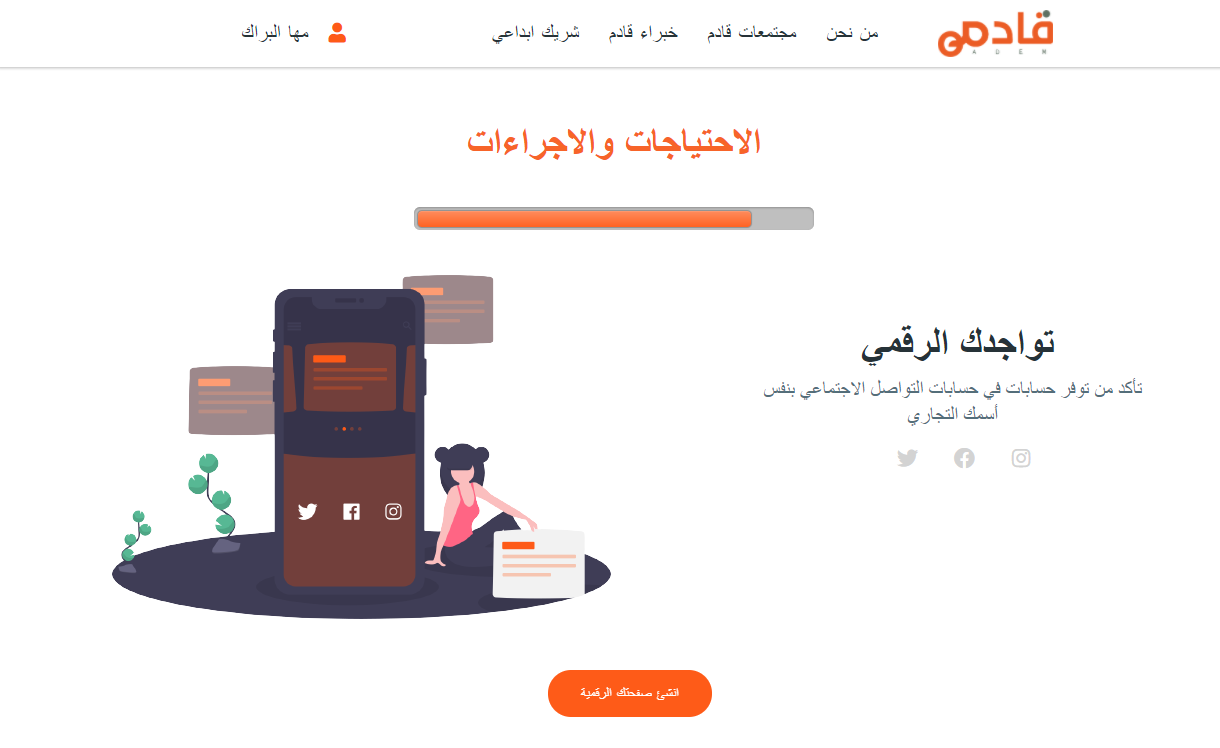 قادم
ADEM
من نحن
مجتمعات قادم
خبراء قادم
شريك ابداعي
مها البراك
الاحتياجات والاجراءات
تواجدك الرقمي
تأكد من توفر حسابات في حسابات التواصل الاجتماعي بنفس
أسمك التجاري
انشئ صفحتك الرقمية